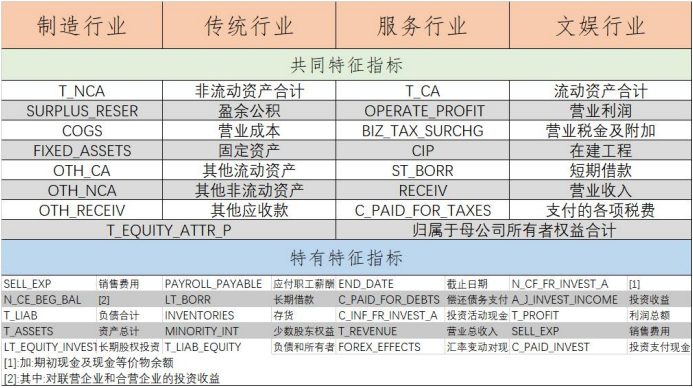 制造行业 传统行业 服务行业 文娱行业
共同特征指标
T_NCA 非流动资产合计 T_CA 流动资产合计
SURPLUS_RESER 盈余公积 OPERATE_PROFIT 营业利润
COGS 营业成本 BIZ_TAX_SURCHG 营业税金及附加
FIXED_ASSETS 固定资产 CIP 在建工程
OTH_CA 其他流动资产 ST_BORR 短期借款
OTH_NCA 其他非流动资产 RECEIV 营业收入
OTH_RECEIV 其他应收款 C_PAID_FOR_TAXES 支付的各项税费
T_EQUITY_ATTR_P 归属于母公司所有者权益合计
特有特征指标
SELL_EXP 销售费用 PAYROLL_PAYABLE 应付职工薪酬 END_DATE 截止日期 N_CF_FR_INVEST_A [1]
N_CE_BEG_BAL [2] LT_BORR 长期借款 C_PAID_FOR_DEBTS 偿还债务支付 A_J_INVEST_INCOME 投资收益
T_LIAB 负债合计 INVENTORIES 存货 C_INF_FR_INVEST_A 投资活动现金 T_PROFIT 利润总额
T_ASSETS 资产总计 MINORITY_INT 少数股东权益 T_REVENUE 营业总收入 SELL_EXP 销售费用
LT_EQUITY_INVEST 长期股权投资 T_LIAB_EQUITY 负债和所有者 FOREX_EFFECTS 汇率变动对现 C_PAID_INVEST 投资支付现金
[1]:加:期初现金及现金等价物余额
[2]:其中:对联营企业和合营企业的投资收益